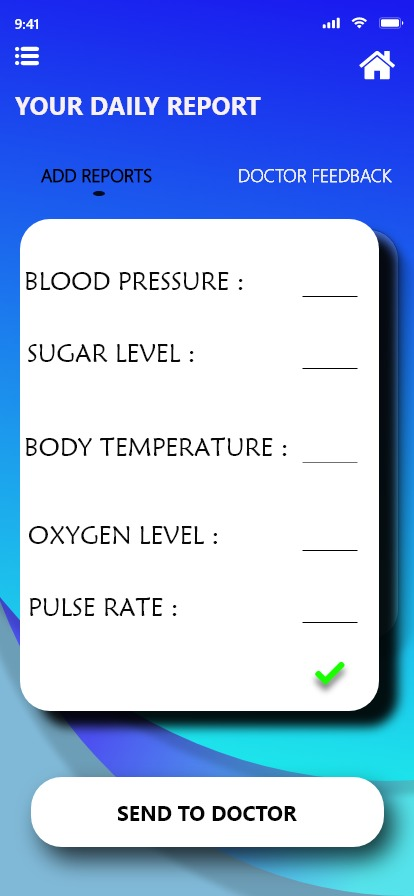 9:41
YOUR DAILY REPORT
ADD REPORTS
DOCTOR FEEDBACK
BLOOD PRESSURE :
SUGAR LEVEL :
BODY TEMPERATURE :
OXYGEN LEVEL :
PULSE RATE :
SEND TO DOCTOR